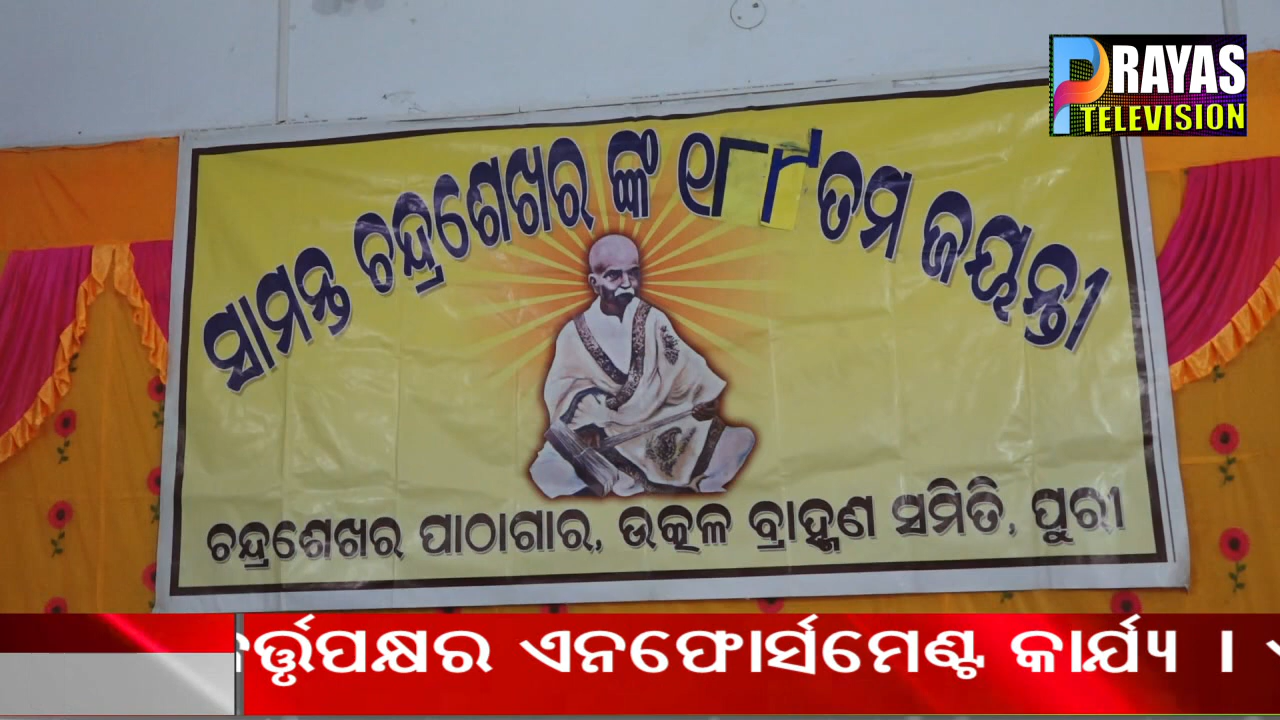 PRAYAS
TELEVISION
ସାମନ୍ତ ଚନ୍ଦ୍ରଶେଖର ଙ୍କ ୧୮୯ ତମ ଜୟନ୍ତୀ
ଚନ୍ଦ୍ରଶେଖର ପାଠାଗାର, ଉତ୍କଳ ବ୍ରାହ୍ମଣ ସମିତି, ପୁରୀ
ର୍ତ୍ତୃପକ୍ଷର ଏନଫୋର୍ସମେଣ୍ଟ କାର୍ଯ୍ୟ ।